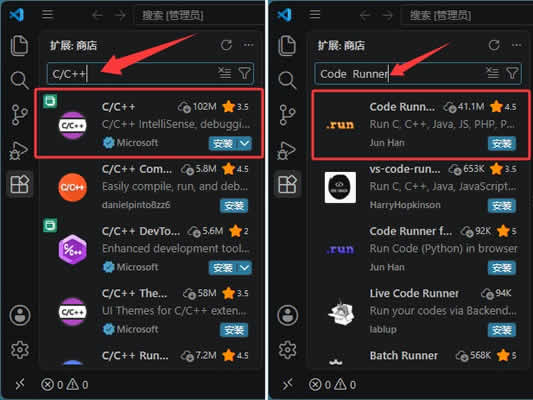 搜索 [管理员]
扩展: 商店
C/C++
C/C++ 102M 3.5
C/C++ IntelliSense, debuggi...
Microsoft 安装
C/C++ Com... 5.8M 4.5
Easily compile, run, and deb...
danielpinto8zz6 安装
C/C++ DevTo... 5.6M 2
Enhanced development tool...
Microsoft 安装
C/C++ The... 58M 3.5
UI Themes for C/C++ exten...
Microsoft 安装
C/C++ Run... 7.2M 4.5
0 0
搜索 [管理员]
扩展: 商店
Code Runner
.run
Code Runn... 41.1M 4.5
Run C, C++, Java, JS, PHP, P...
Jun Han 安装
vs-code-run... 653K 3.5
Run C, C++, Java, JavaScript...
HarryHopkinson 安装
.run
Code Runner f... 92K 5
Run Code (Python) in browser
Jun Han 安装
Live Code Runner 94K
Run your codes via Backend...
lablup 安装
Batch Runner 568K 5
0 0